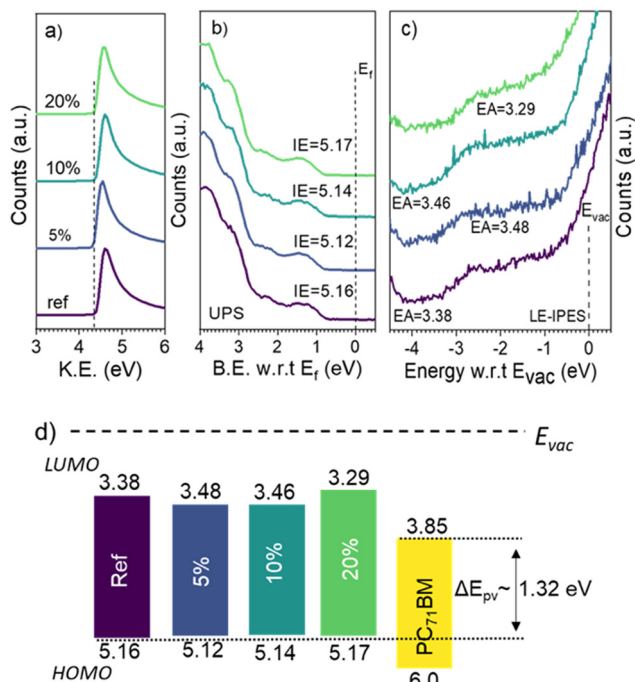 a)
20%
10%
5%
ref
Counts (a.u.)
3 4 5 6
K.E. (eV)
b)
E_f
IE=5.17
IE=5.14
IE=5.12
IE=5.16
UPS
Counts (a.u.)
4 3 2 1 0
B.E. w.r.t E_f (eV)
c)
EA=3.29
EA=3.46
EA=3.48
E_vac
EA=3.38
LE-IPES
Counts (a.u.)
-4 -3 -2 -1 0
Energy w.r.t E_vac (eV)
d)
E_vac
LUMO
3.38 3.48 3.46 3.29 3.85
Ref 5% 10% 20% PC₇₁BM
ΔE_pv~ 1.32 eV
5.16 5.12 5.14 5.17
HOMO
6.0